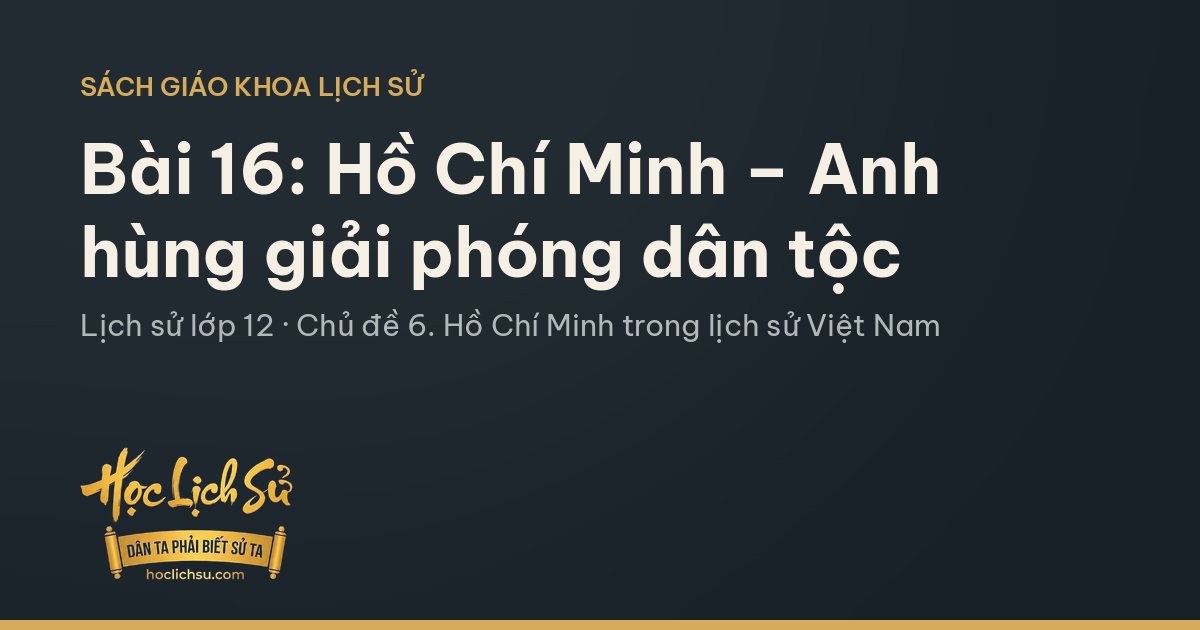 SÁCH GIÁO KHOA LỊCH SỬ
Bài 16: Hồ Chí Minh – Anh
hùng giải phóng dân tộc
Lịch sử lớp 12 · Chủ đề 6. Hồ Chí Minh trong lịch sử Việt Nam
Học Lịch Sử
DÂN TA PHẢI BIẾT SỬ TA
hoclichsu.com